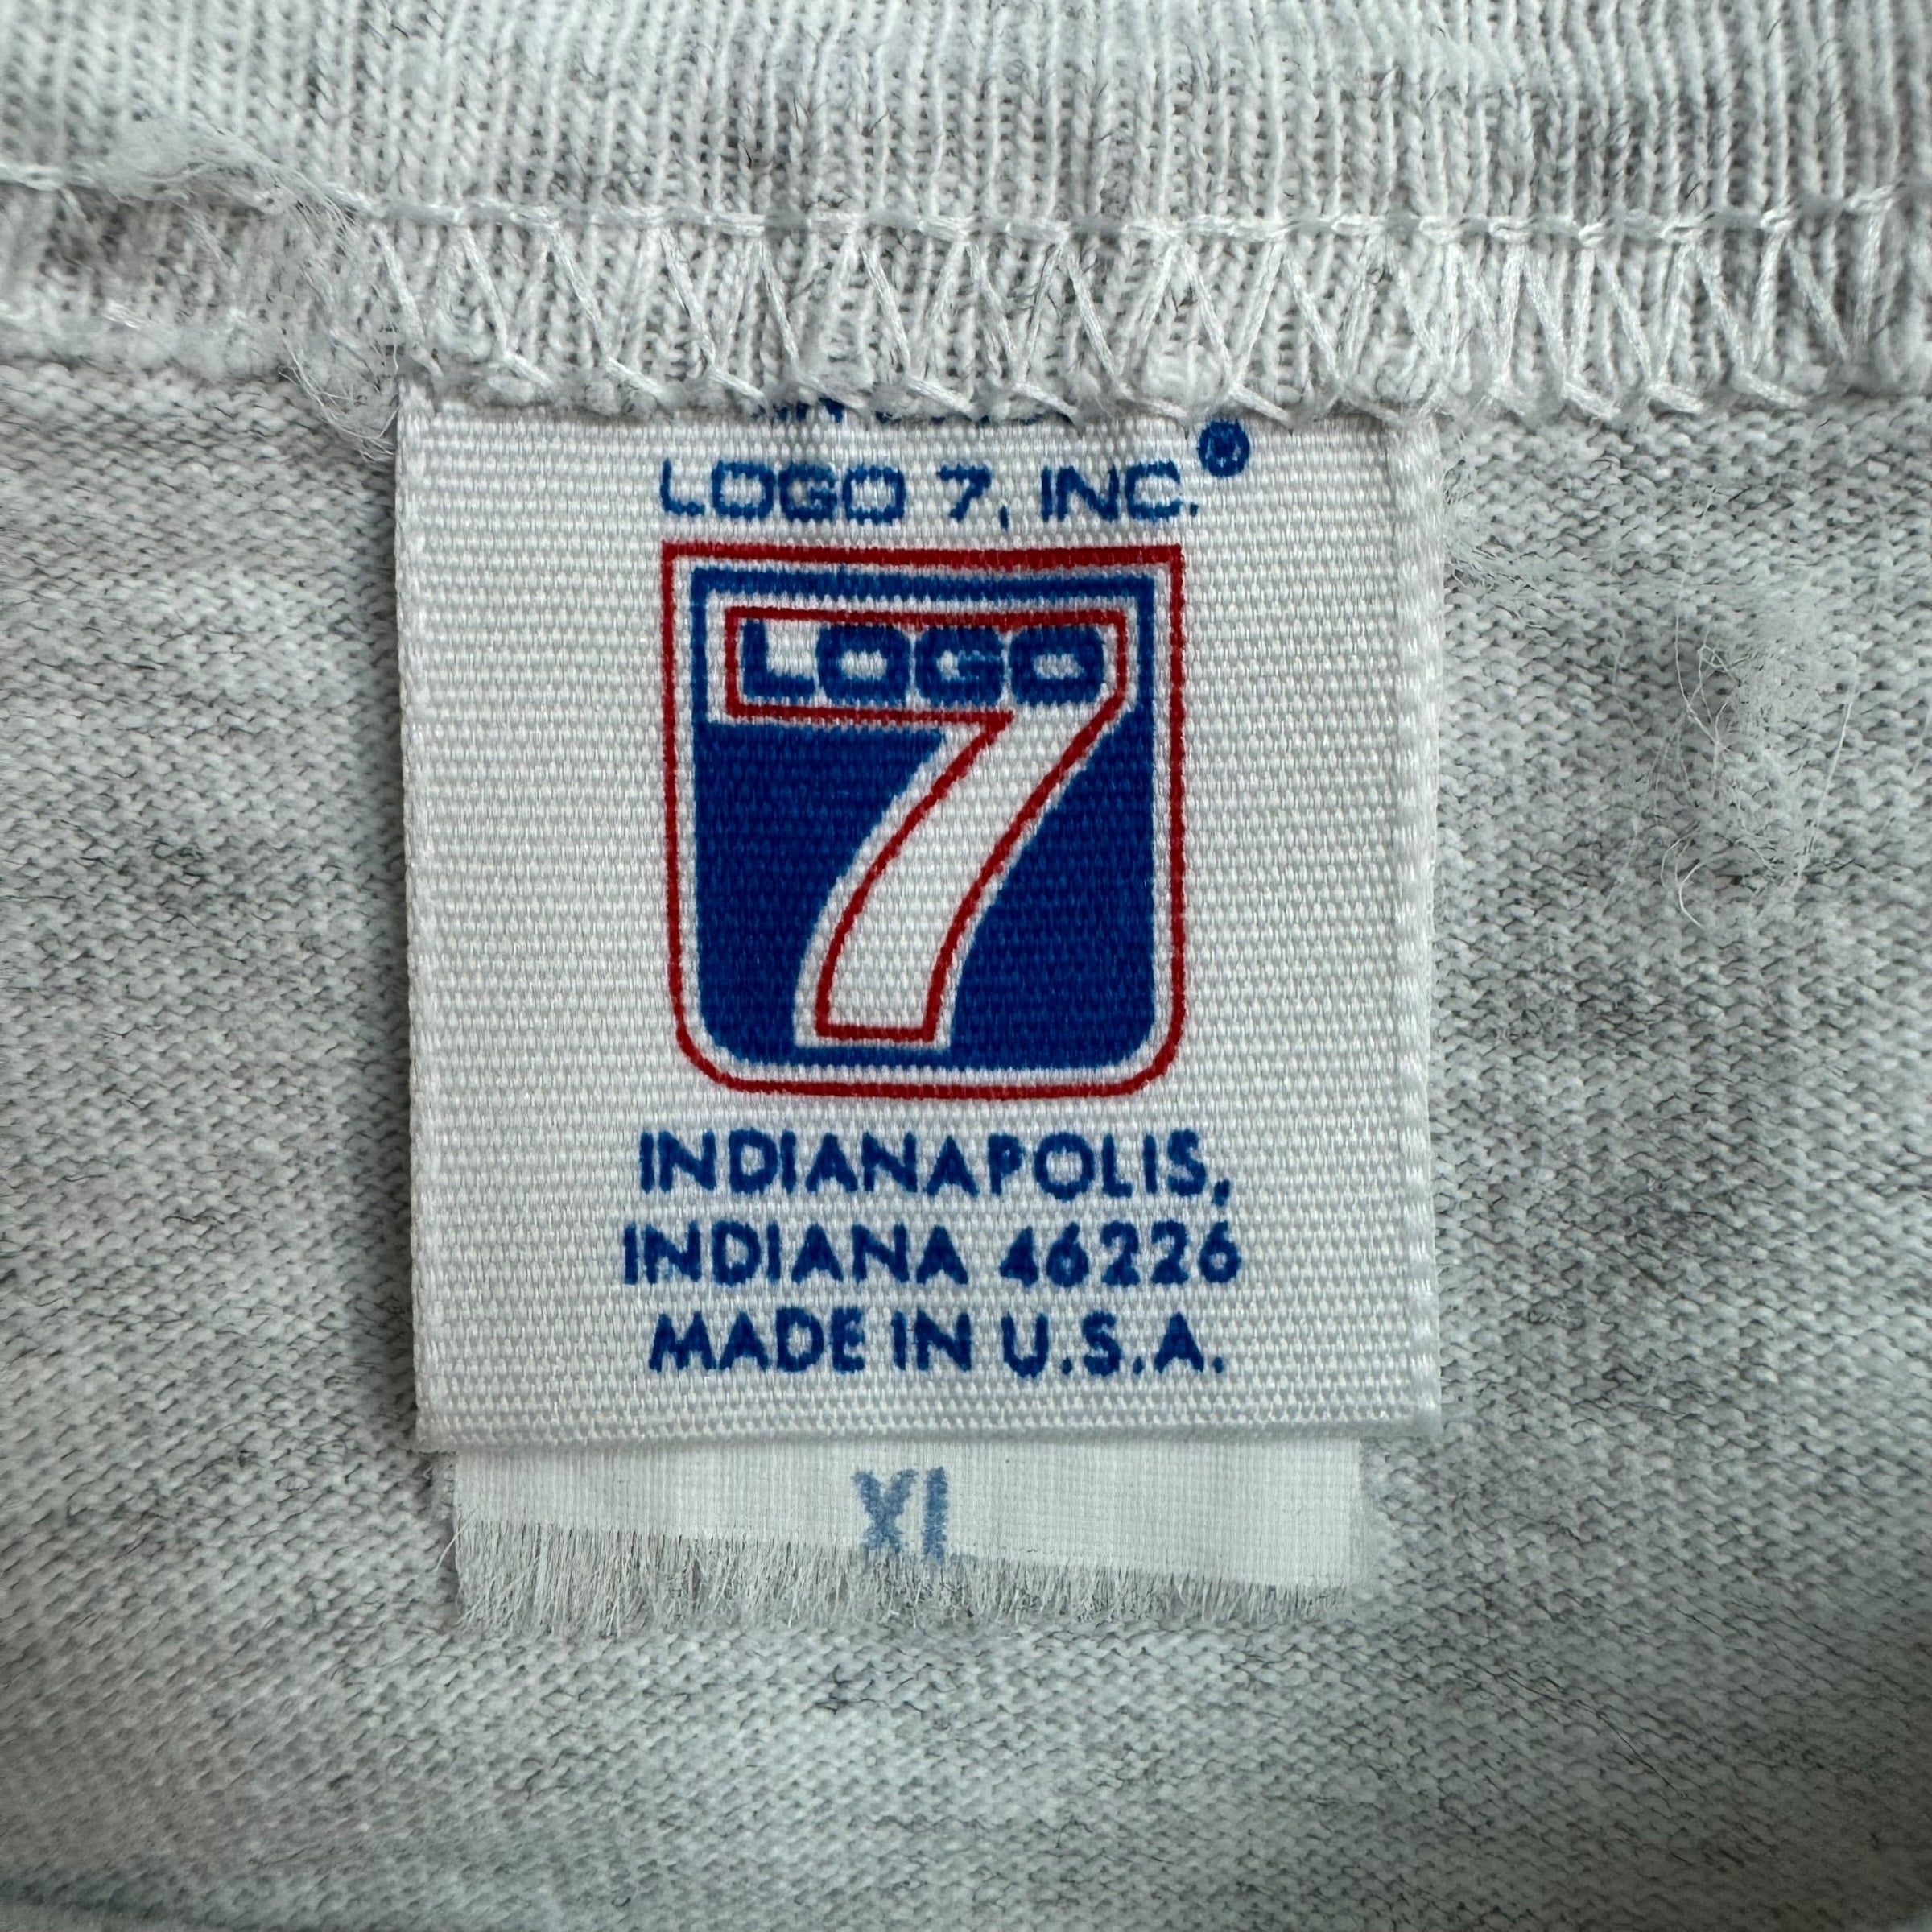 LOGO 7, INC.®
LOGO
7
INDIANAPOLIS,
INDIANA 46226
MADE IN U.S.A.
XL